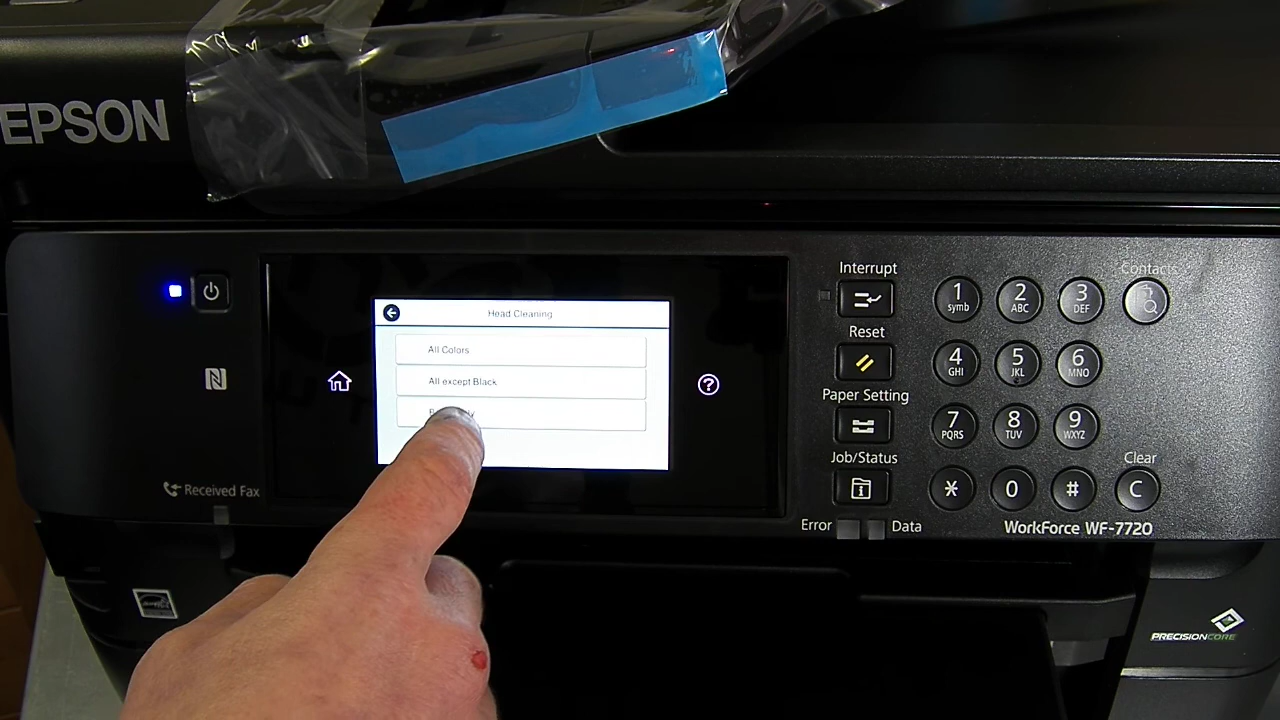 EPSON
Head Cleaning
All Colors
All except Black
Received Fax
Interrupt
Reset
Paper Setting
Job/Status
Error
Data
Contacts
1 symb
2 ABC
3 DEF
4 GHI
5 JKL
6 MNO
7 PQRS
8 TUV
9 WXYZ
Clear
* 0 # C
WorkForce WF-7720
PRECISIONCORE